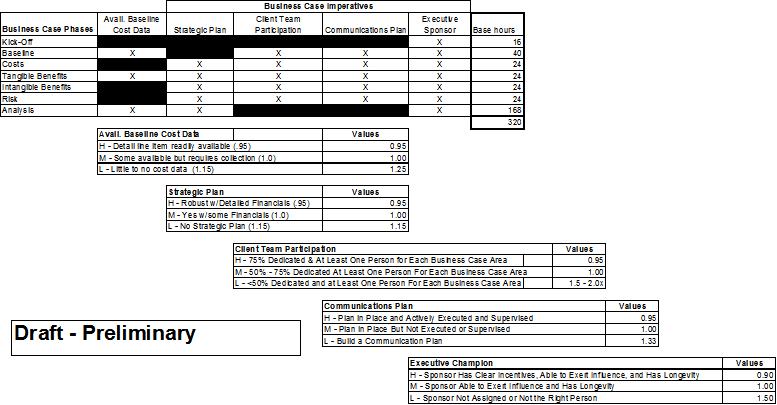 Business Case Imperatives
Avail. Baseline Cost Data Strategic Plan Client Team Participation Communications Plan Executive Sponsor
Business Case Phases Base hours
Kick-Off X 16
Baseline X X X X 40
Costs X X X X 24
Tangible Benefits X X X X X 24
Intangible Benefits X X X X 24
Risk X X X X 24
Analysis X X X 168
320
Avail. Baseline Cost Data Values
H - Detail line item readily available (.95) 0.95
M - Some available but requires collection (1.0) 1.00
L - Little to no cost data (1.15) 1.25
Strategic Plan Values
H - Robust w/Detailed Financials (.95) 0.95
M - Yes w/some Financials (1.0) 1.00
L - No Strategic Plan (1.15) 1.15
Client Team Participation Values
H - 75% Dedicated & At Least One Person for Each Business Case Area 0.95
M - 50% - 75% Dedicated At Least One Person For Each Business Case Area 1.00
L - <50% Dedicated and at Least One Person For Each Business Case Area 1.5 - 2.0x
Communications Plan Values
H - Plan In Place and Actively Executed and Supervised 0.95
M - Plan In Place But Not Executed or Supervised 1.00
L - Build a Communication Plan 1.33
Draft - Preliminary
Executive Champion Values
H - Sponsor Has Clear Incentives, Able to Exert Influence, and Has Longevity 0.90
M - Sponsor Able to Exert Influence and Has Longevity 1.00
L - Sponsor Not Assigned or Not the Right Person 1.50